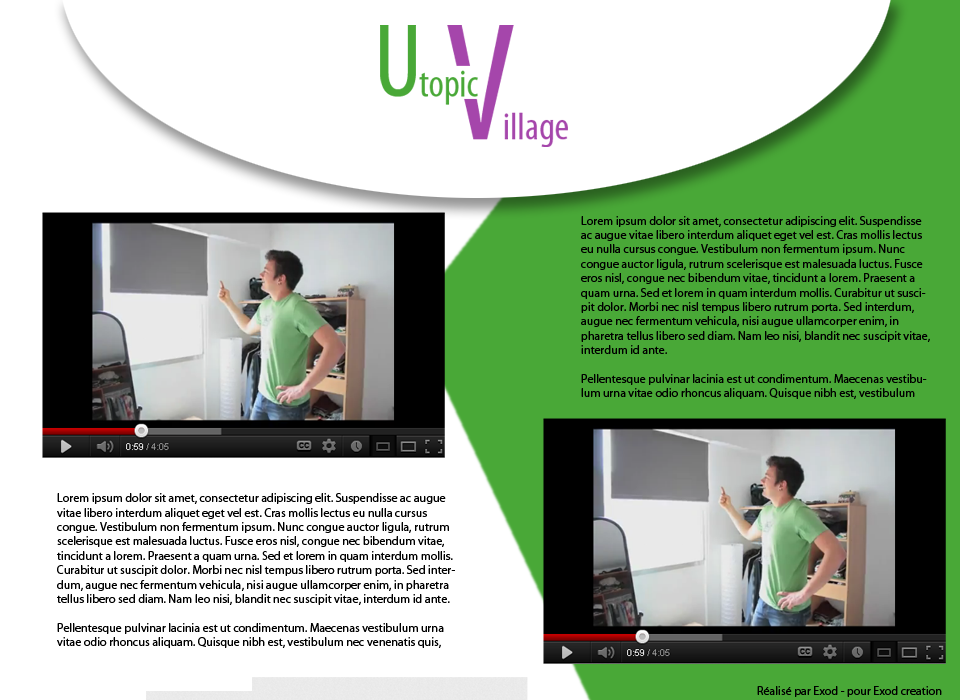 Utopic
Village
0:59 / 4:05
CC
Lorem ipsum dolor sit amet, consectetur adipiscing elit. Suspendisse ac augue
vitae libero interdum aliquet eget vel est. Cras mollis lectus eu nulla cursus
congue. Vestibulum non fermentum ipsum. Nunc congue auctor ligula, rutrum
scelerisque est malesuada luctus. Fusce eros nisl, congue nec bibendum vitae,
tincidunt a lorem. Praesent a quam urna. Sed et lorem in quam interdum mollis.
Curabitur ut suscipit dolor. Morbi nec nisl tempus libero rutrum porta. Sed inter-
dum, augue nec fermentum vehicula, nisi augue ullamcorper enim, in pharetra
tellus libero sed diam. Nam leo nisi, blandit nec suscipit vitae, interdum id ante.
Pellentesque pulvinar lacinia est ut condimentum. Maecenas vestibulum urna
vitae odio rhoncus aliquam. Quisque nibh est, vestibulum nec venenatis quis,
Lorem ipsum dolor sit amet, consectetur adipiscing elit. Suspendisse
ac augue vitae libero interdum aliquet eget vel est. Cras mollis lectus
eu nulla cursus congue. Vestibulum non fermentum ipsum. Nunc
congue auctor ligula, rutrum scelerisque est malesuada luctus. Fusce
eros nisl, congue nec bibendum vitae, tincidunt a lorem. Praesent a
quam urna. Sed et lorem in quam interdum mollis. Curabitur ut susci-
pit dolor. Morbi nec nisl tempus libero rutrum porta. Sed interdum,
augue nec fermentum vehicula, nisi augue ullamcorper enim, in
pharetra tellus libero sed diam. Nam leo nisi, blandit nec suscipit vitae,
interdum id ante.
Pellentesque pulvinar lacinia est ut condimentum. Maecenas vestibu-
lum urna vitae odio rhoncus aliquam. Quisque nibh est, vestibulum
0:59 / 4:05
CC
Réalisé par Exod - pour Exod creation